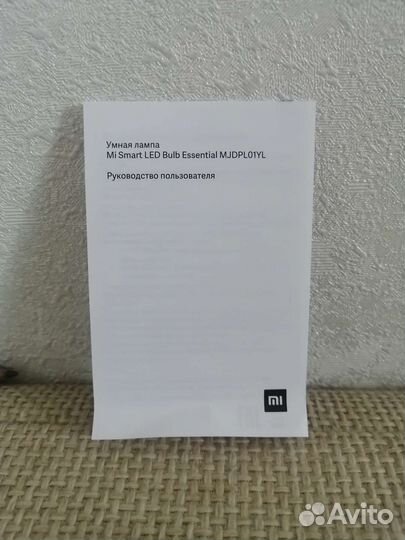 Умная лампа
Mi Smart LED Bulb Essential MJDPL01YL
Руководство пользователя
mi
Avito